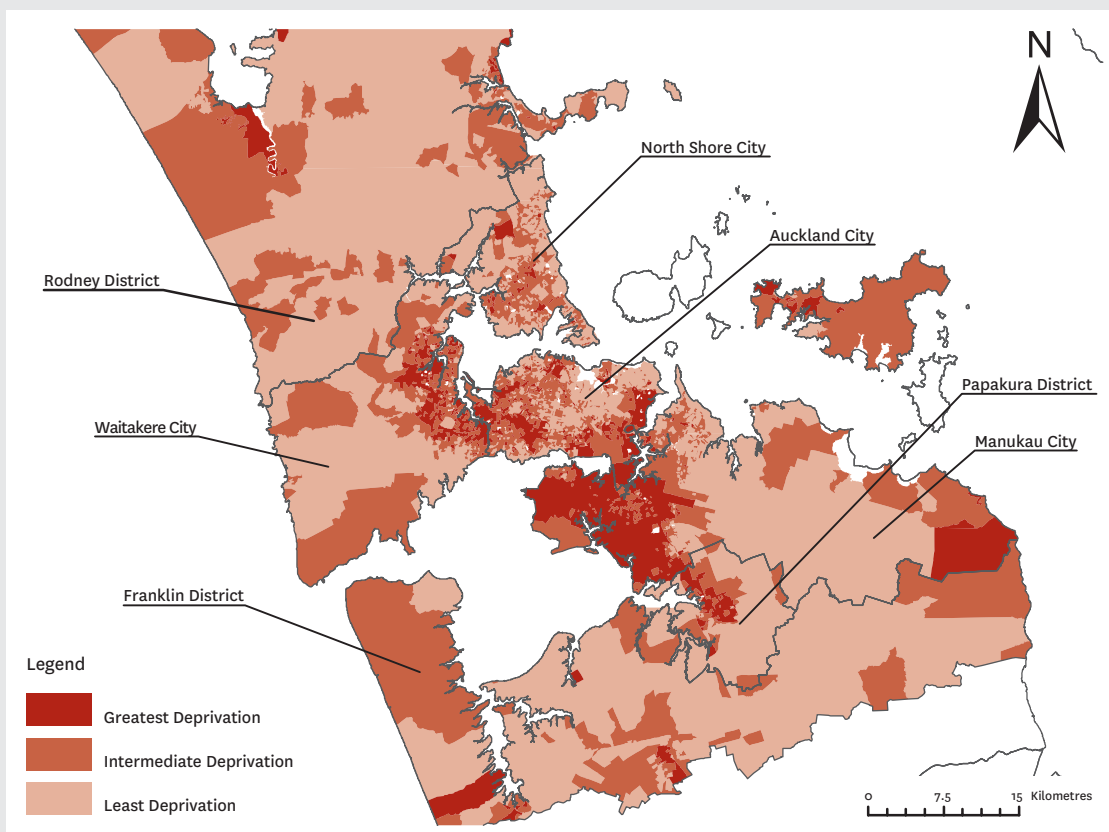 N
North Shore City
Auckland City
Rodney District
Papakura District
Waitakere City
Manukau City
Franklin District
Legend
Greatest Deprivation
Intermediate Deprivation
Least Deprivation
0 7.5 15 Kilometres